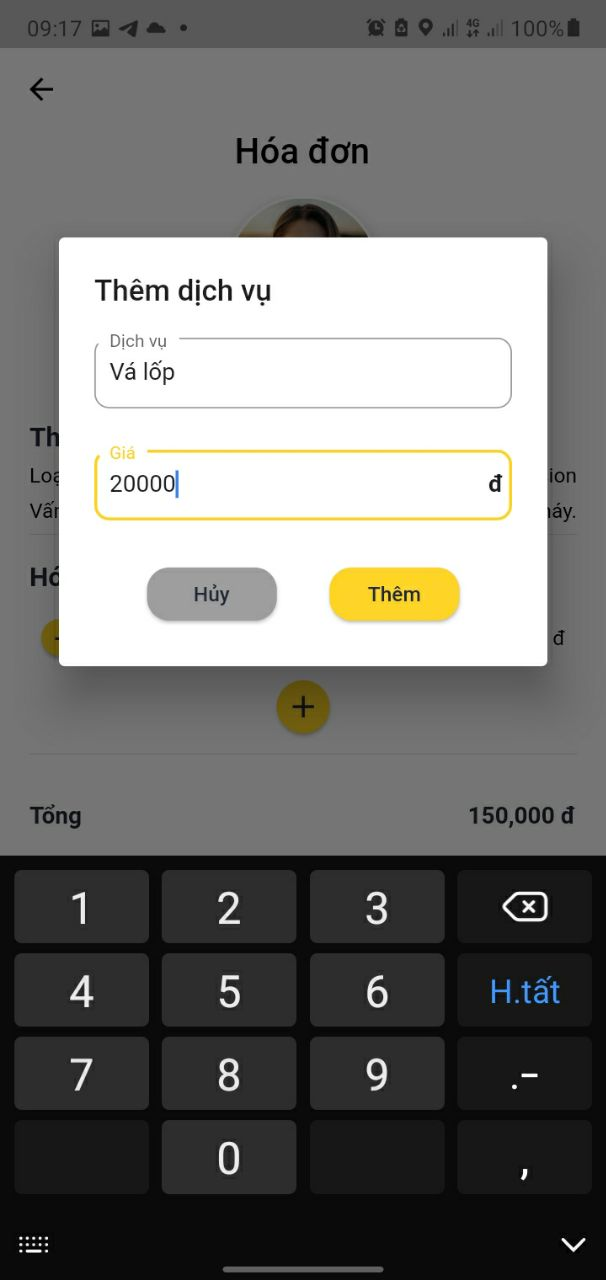 09:17 4G 100%
Hóa đơn
Thêm dịch vụ
Dịch vụ
Vá lốp
Giá
20000 đ
Hủy Thêm
đ
+
Tổng 150,000 đ
1 2 3
4 5 6 H.tất
7 8 9 .-
0 ,